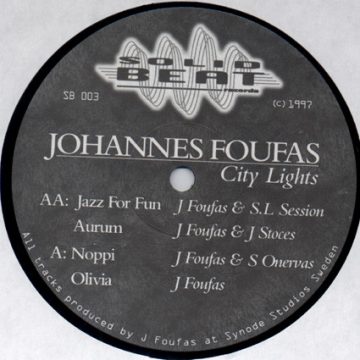 SOLID
BEAT
records
SB 003
(c) 1997
JOHANNES FOUFAS
City Lights
AA: Jazz For Fun J Foufas & S.L Session
Aurum J Foufas & J Stoces
A: Noppi J Foufas & S Onervas
Olivia J Foufas
All tracks produced by J Foufas at Synode Studios Sweden